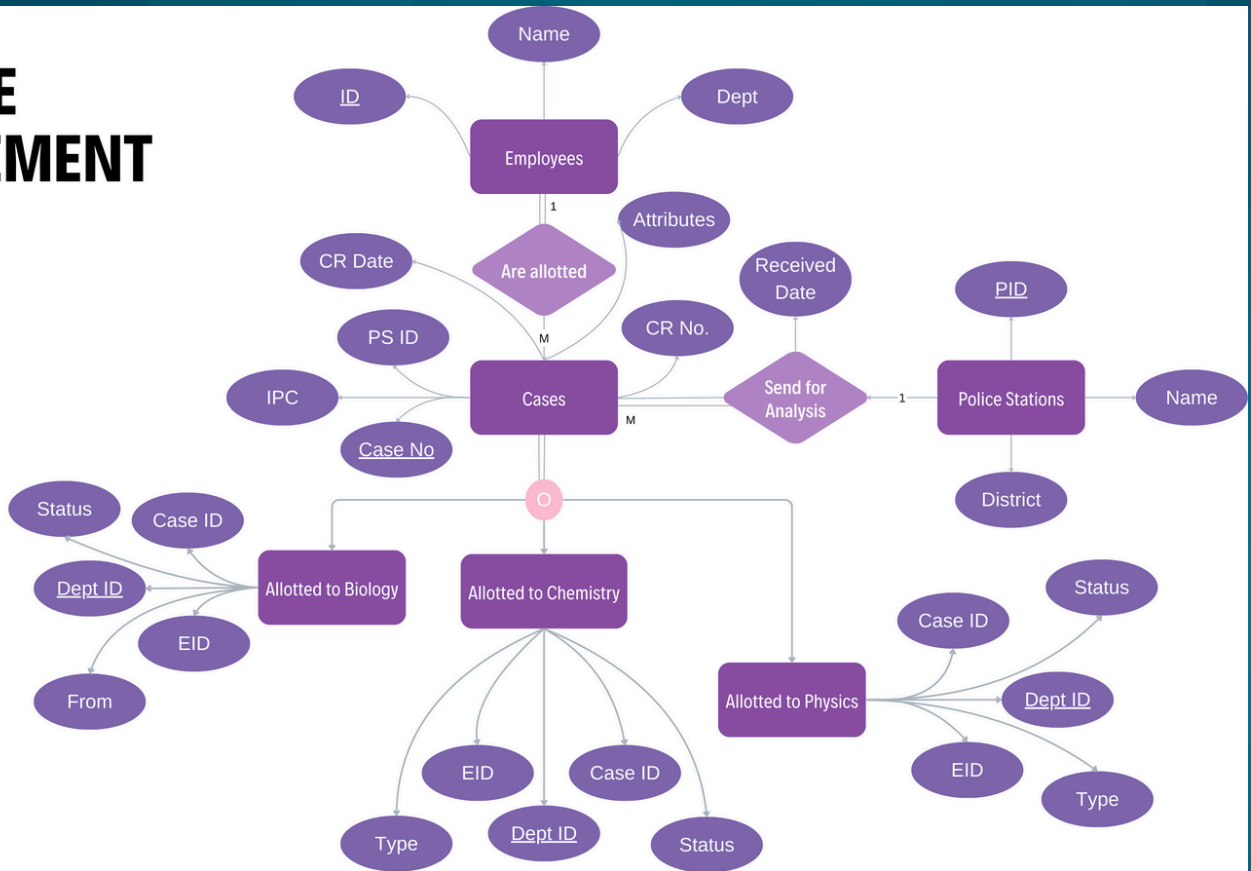 E
EMENT
Name
ID
Dept
Employees
1
Attributes
Are allotted
CR Date
Received
Date
PID
M
CR No.
PS ID
IPC
Cases
Send for
Analysis
1
Police Stations
Name
M
Case No
District
O
Status
Case ID
Dept ID
EID
From
Allotted to Biology
Allotted to Chemistry
Allotted to Physics
Case ID
Status
Dept ID
EID
Type
EID
Case ID
Type
Dept ID
Status